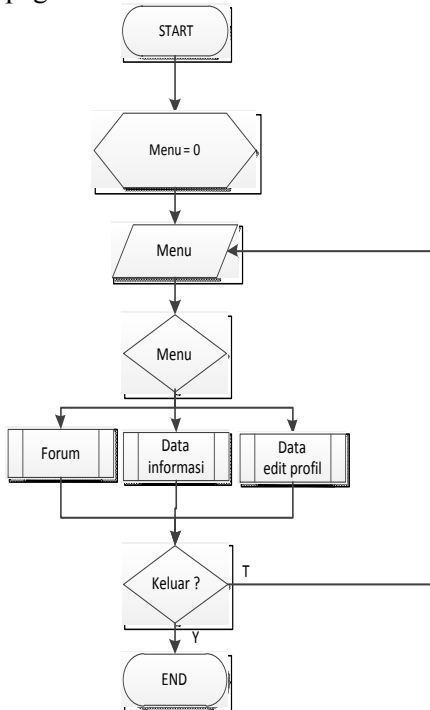 START
Menu = 0
Menu
Menu
Forum
Data
informasi
Data
edit profil
Keluar ?
T
Y
END